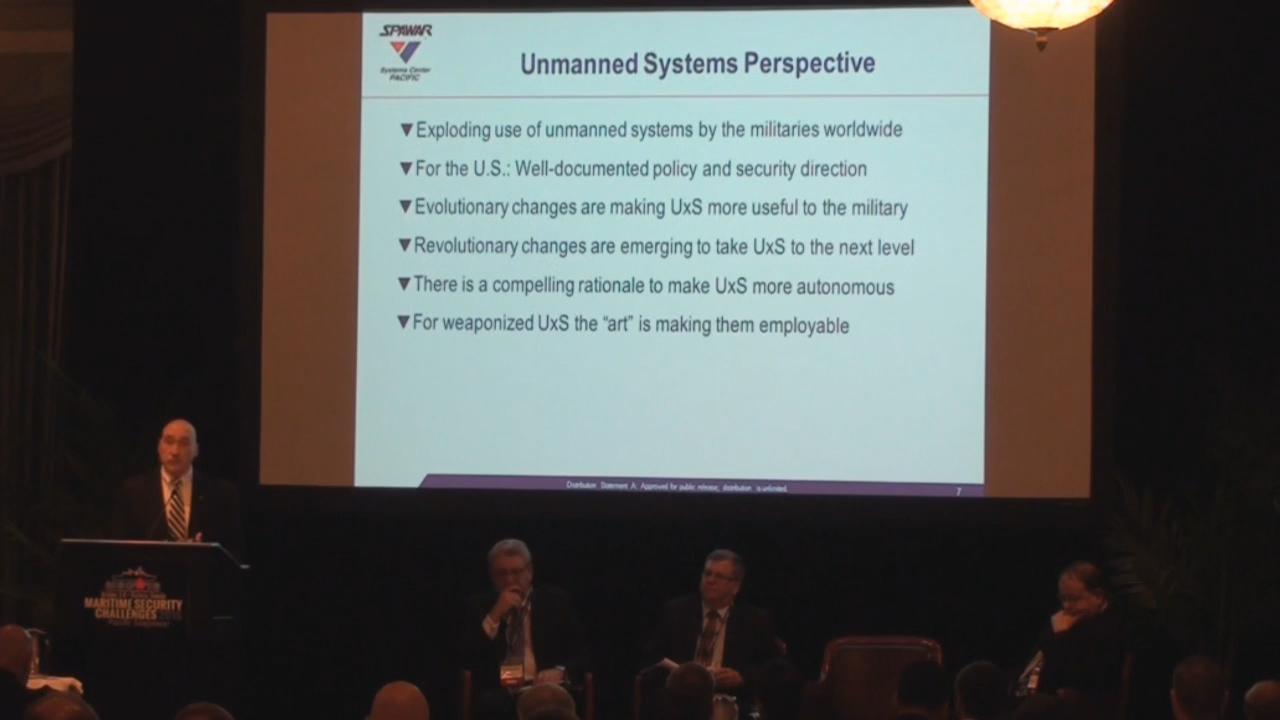 SPAWAR
Systems Center
PACIFIC
Unmanned Systems Perspective
Exploding use of unmanned systems by the militaries worldwide
For the U.S.: Well-documented policy and security direction
Evolutionary changes are making UxS more useful to the military
Revolutionary changes are emerging to take UxS to the next level
There is a compelling rationale to make UxS more autonomous
For weaponized UxS the “art” is making them employable
Distribution Statement A: Approved for public release; distribution is unlimited.
7
MARITIME SECURITY
CHALLENGES